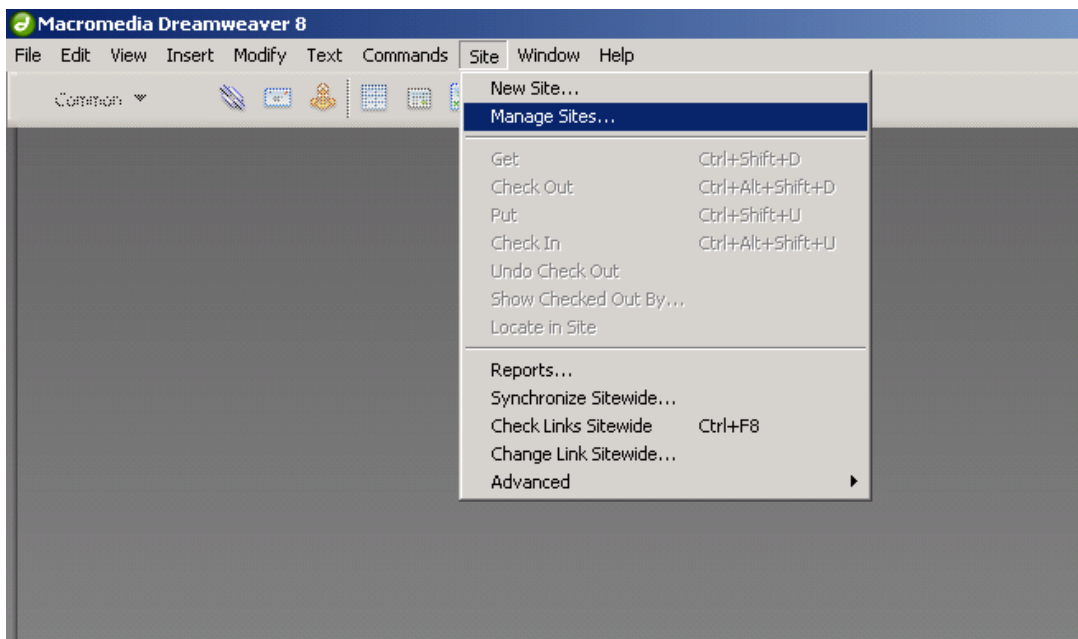 Macromedia Dreamweaver 8
File Edit View Insert Modify Text Commands Site Window Help
Common
New Site...
Manage Sites...
Get Ctrl+Shift+D
Check Out Ctrl+Alt+Shift+D
Put Ctrl+Shift+U
Check In Ctrl+Alt+Shift+U
Undo Check Out
Show Checked Out By...
Locate in Site
Reports...
Synchronize Sitewide...
Check Links Sitewide Ctrl+F8
Change Link Sitewide...
Advanced